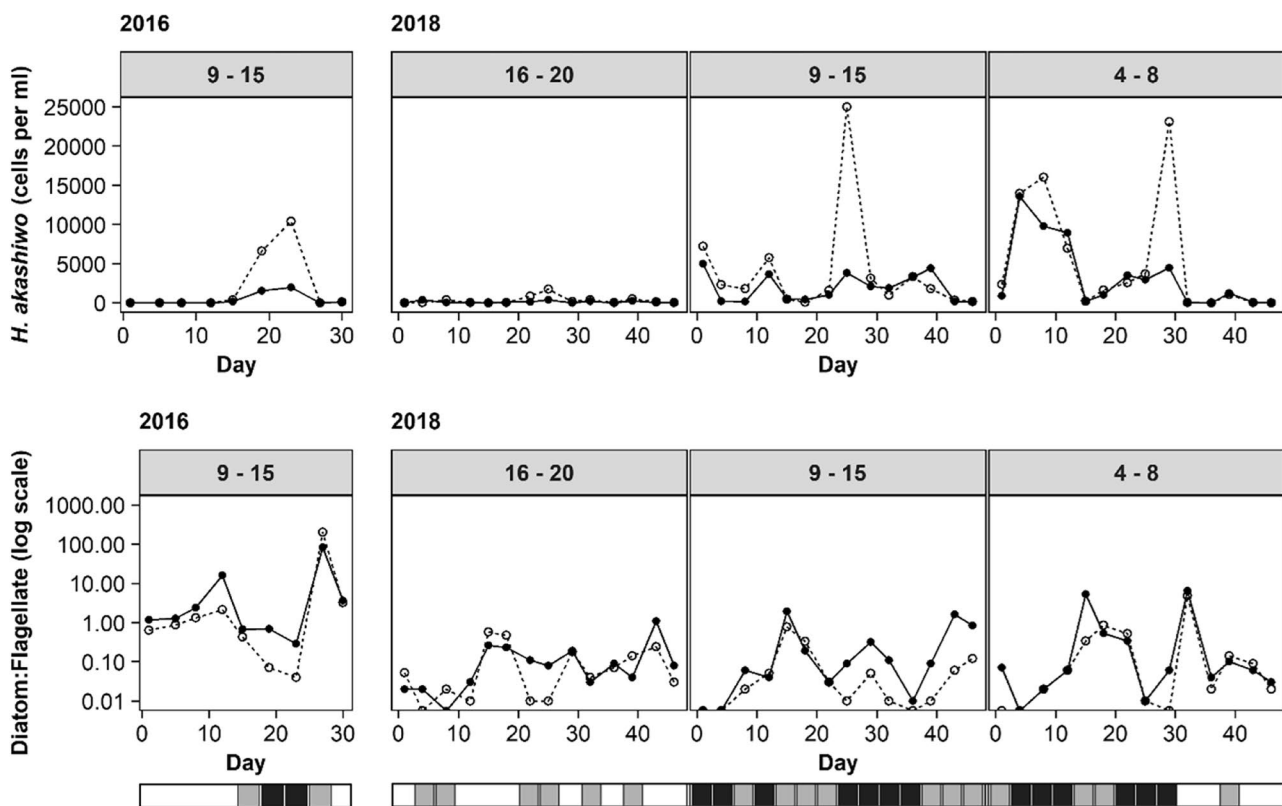 2016 2018
9 - 15 16 - 20 9 - 15 4 - 8
H. akashiwo (cells per ml)
25000
20000
15000
10000
5000
0
0 10 20 30 0 10 20 30 40 0 10 20 30 40 0 10 20 30 40
Day Day Day Day
2016 2018
9 - 15 16 - 20 9 - 15 4 - 8
Diatom:Flagellate (log scale)
1000.00
100.00
10.00
1.00
0.10
0.01
0 10 20 30 0 10 20 30 40 0 10 20 30 40 0 10 20 30 40
Day Day Day Day